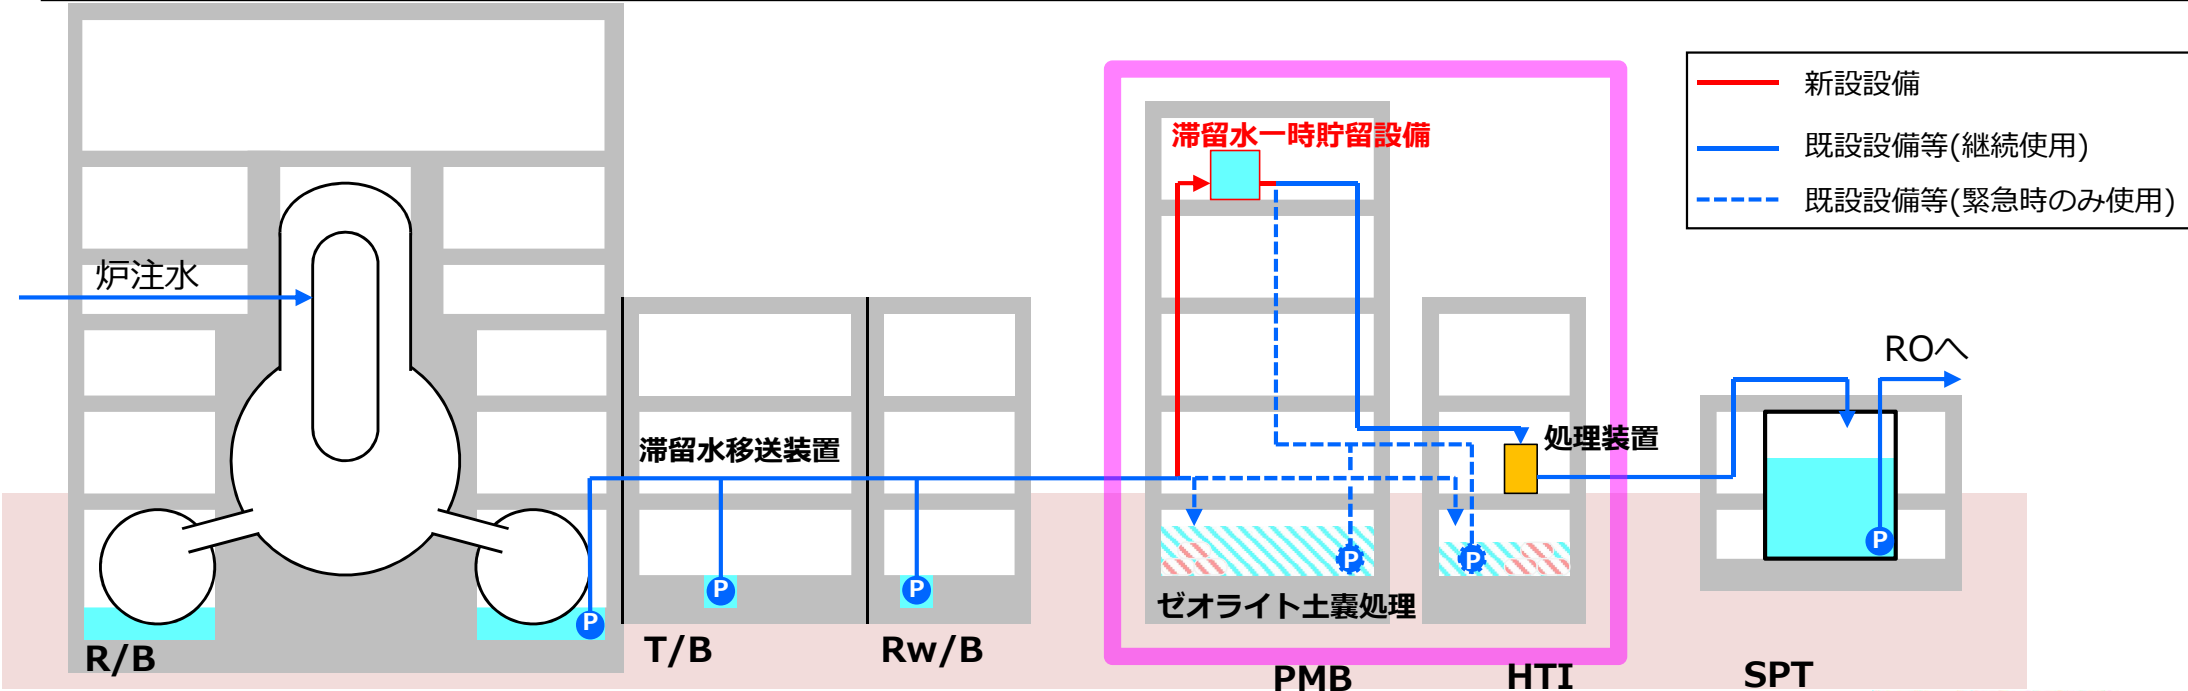 新設設備
既設設備等(継続使用)
既設設備等(緊急時のみ使用)
滞留水一時貯留設備
炉注水
ROへ
滞留水移送装置
処理装置
P
P
P
P
P
P
ゼオライト土嚢処理
R/B
T/B
Rw/B
PMB
HTI
SPT